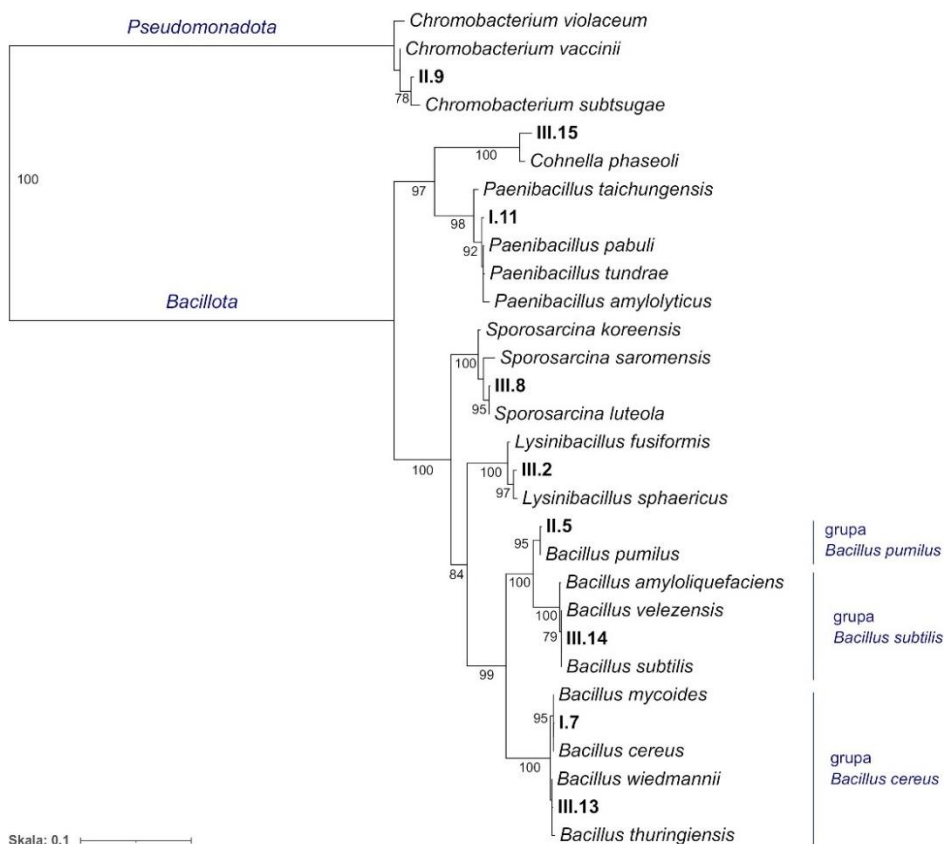 Pseudomonadota
Chromobacterium violaceum
Chromobacterium vaccinii
II.9
78
Chromobacterium subtsugae
III.15
100
Cohnella phaseoli
100
97
Paenibacillus taichungensis
98
I.11
92
Paenibacillus pabuli
Paenibacillus tundrae
Bacillota
Paenibacillus amylolyticus
Sporosarcina koreensis
100
Sporosarcina saromensis
III.8
95
Sporosarcina luteola
Lysinibacillus fusiformis
100
100
III.2
97
Lysinibacillus sphaericus
II.5
grupa
95
Bacillus pumilus
Bacillus pumilus
84
100
Bacillus amyloliquefaciens
100
Bacillus velezensis
grupa
79
III.14
Bacillus subtilis
99
Bacillus subtilis
Bacillus mycoides
95
I.7
Bacillus cereus
grupa
100
Bacillus wiedmannii
Bacillus cereus
III.13
Skala: 0.1
Bacillus thuringiensis